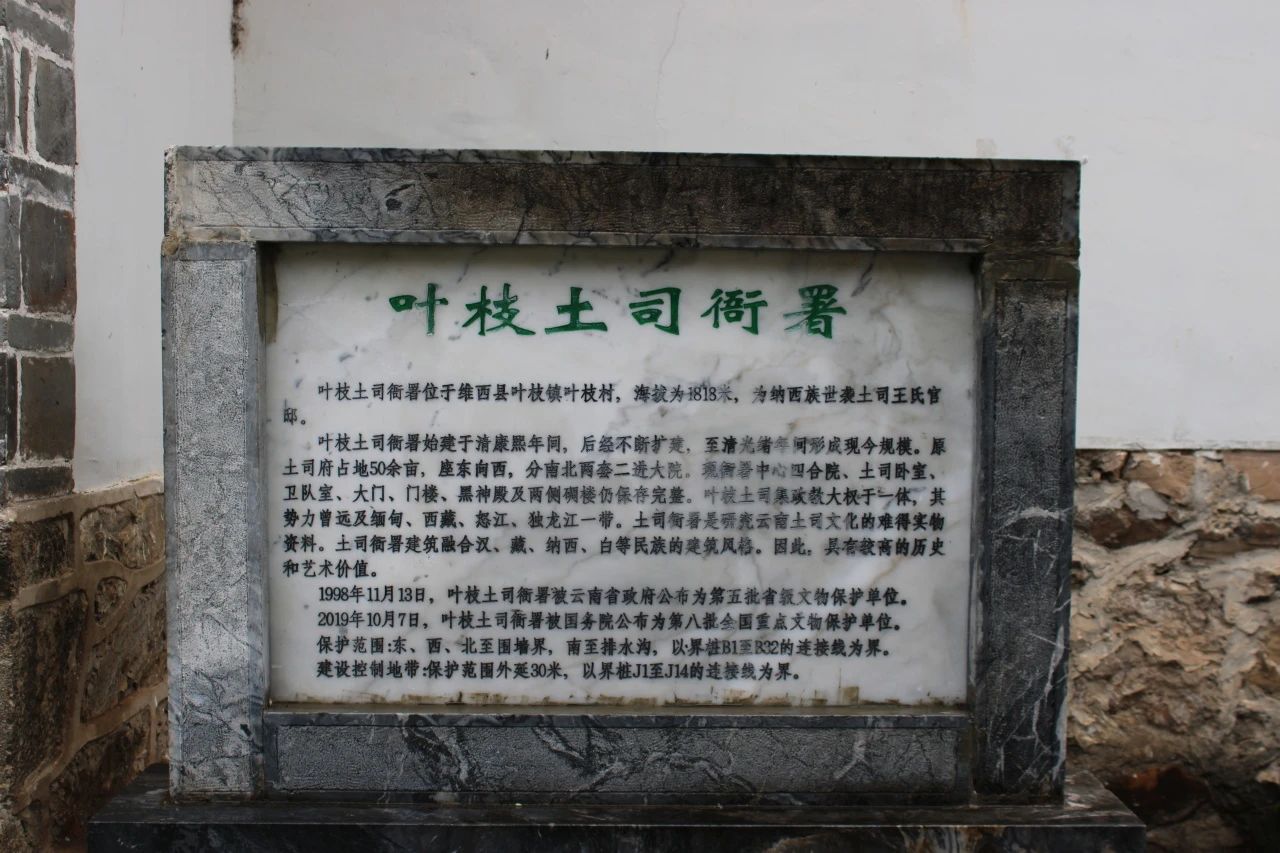 叶枝土司衙署
叶枝土司衙署位于维西县叶枝镇叶枝村，海拔为1818米，为纳西族世袭土司王氏官
邸。
叶枝土司衙署始建于清康熙年间，后经不断扩建，至清光绪年间形成现今规模。原
土司府占地50余亩，座东向西，分南北两套二进大院。现衙署中心四合院、土司卧室、
卫队室、大门、门楼、黑神殿及两侧碉楼仍保存完整。叶枝土司集政教大权于一体，其
势力曾远及缅甸、西藏、怒江、独龙江一带。土司衙署是研究云南土司文化的难得实物
资料。土司衙署建筑融合汉、藏、纳西、白等民族的建筑风格。因此，具有较高的历史
和艺术价值。
1998年11月13日，叶枝土司衙署被云南省政府公布为第五批省级文物保护单位。
2019年10月7日，叶枝土司衙署被国务院公布为第八批全国重点文物保护单位。
保护范围:东、西、北至围墙界，南至排水沟，以界桩B1至B32的连接线为界。
建设控制地带:保护范围外延30米，以界桩J1至J14的连接线为界。